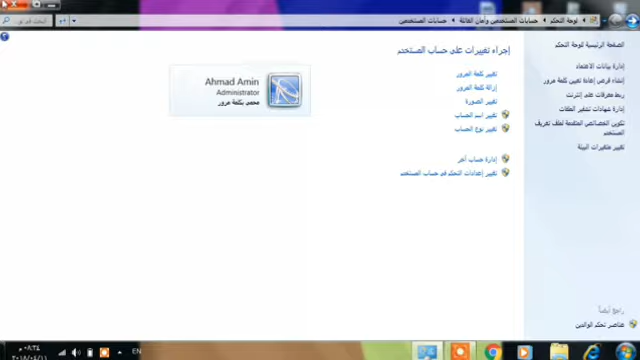 لوحة التحكم
حسابات المستخدمين وأمان العائلة
حسابات المستخدمين
الصفحة الرئيسية للوحة التحكم
إدارة بيانات الاعتماد
إنشاء قرص إعادة تعيين كلمة مرور
ربط معرفات على إنترنت
إدارة شهادات تشفير الملفات
تكوين الخصائص المتقدمة لملف تعريف المستخدم
تغيير متغيرات البيئة
إجراء تغييرات على حساب المستخدم
تغيير كلمة المرور
إزالة كلمة المرور
تغيير الصورة
تغيير اسم الحساب
تغيير نوع الحساب
إدارة حساب آخر
تغيير إعدادات التحكم في حساب المستخدم
Ahmad Amin
Administrator
محمي بكلمة مرور
راجع أيضاً
عناصر تحكم الوالدين
EN